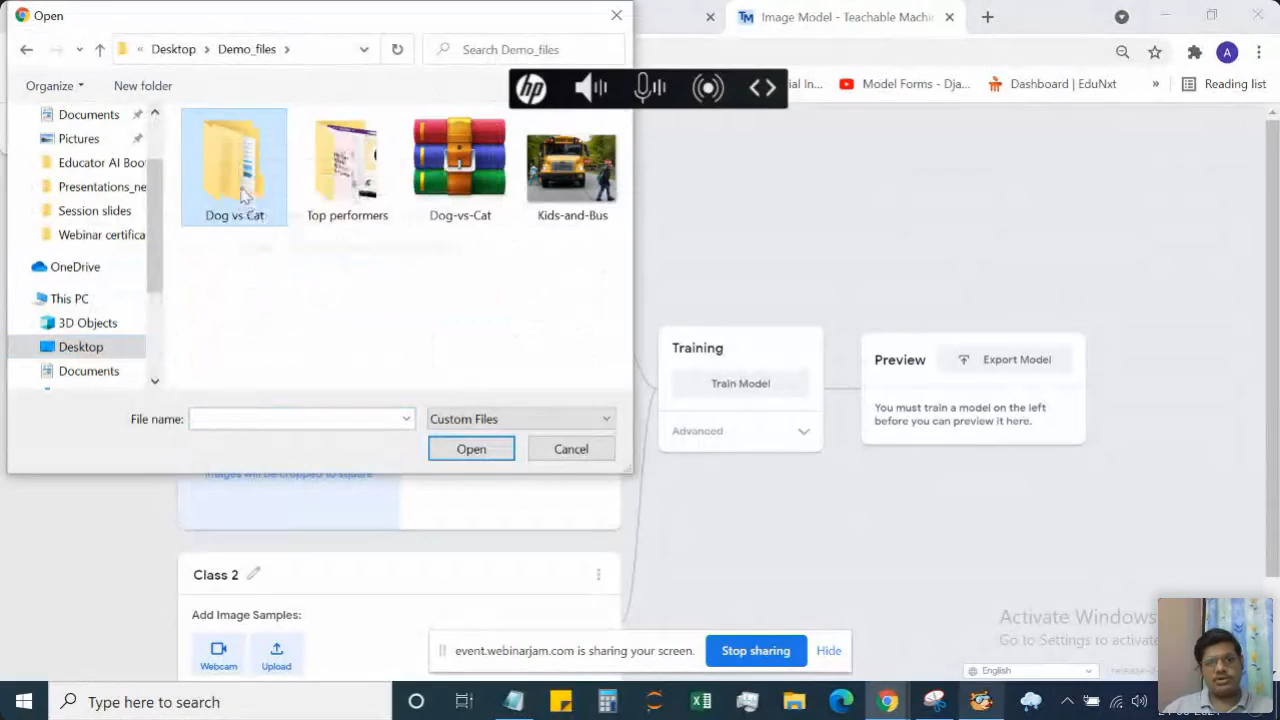 Open
Image Model - Teachable Machin
Desktop > Demo_files >
Search Demo_files
Organize
New folder
hp
ial In...
Model Forms - Dja...
Dashboard | EduNxt
»
Reading list
A
Documents
Pictures
Educator AI Boo
Presentations_ne
Session slides
Webinar certifica
OneDrive
This PC
3D Objects
Desktop
Documents
Dog vs Cat
Top performers
Dog-vs-Cat
Kids-and-Bus
File name:
Custom Files
Open
Cancel
images will be cropped to square
Training
Train Model
Advanced
Preview
Export Model
You must train a model on the left
before you can preview it here.
Class 2
Add Image Samples:
Webcam
Upload
event.webinarjam.com is sharing your screen.
Stop sharing
Hide
Activate Windows
Go to Settings to activate
English
Type here to search